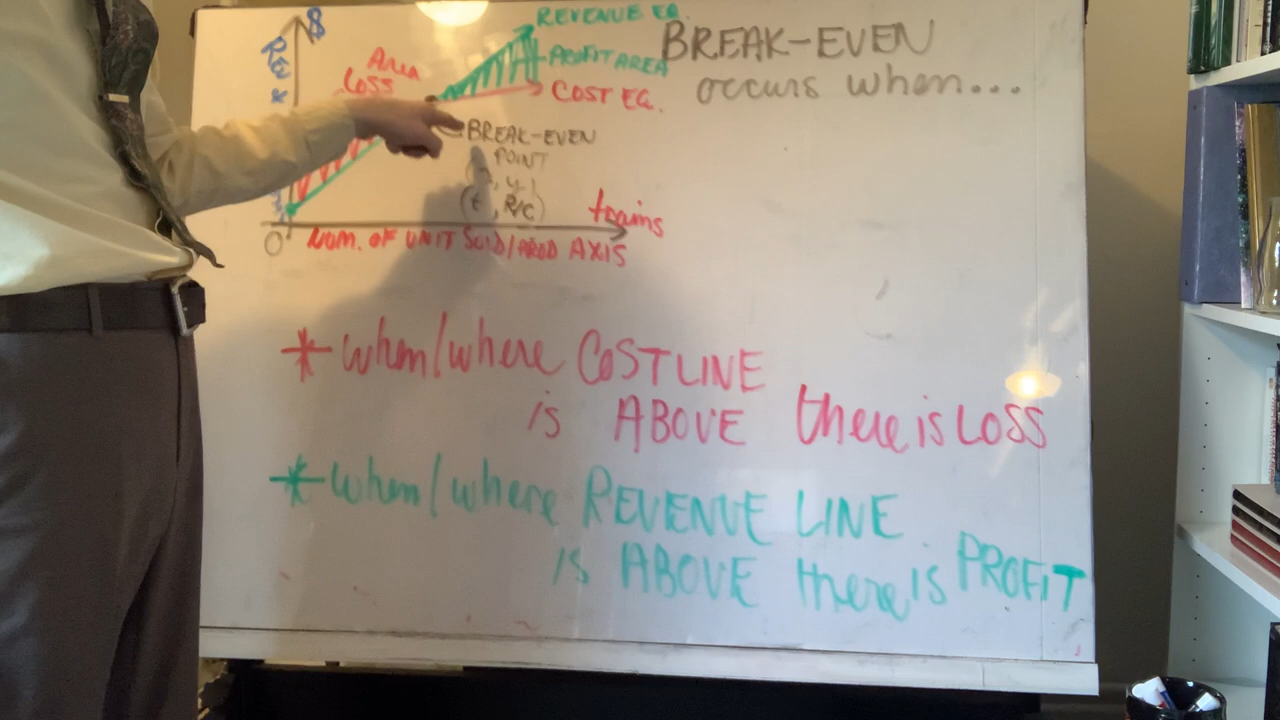 $
REVENUE EQ.
BREAK-EVEN
occurs when...
Area
Loss
PROFIT AREA
COST EQ.
BREAK-EVEN
POINT
, y)
(t, R/C)
trains
0
NUM. OF UNIT SOLD/PROD AXIS
* when/where COST LINE
is ABOVE there is LOSS
* when/where REVENUE LINE
is ABOVE there is PROFIT